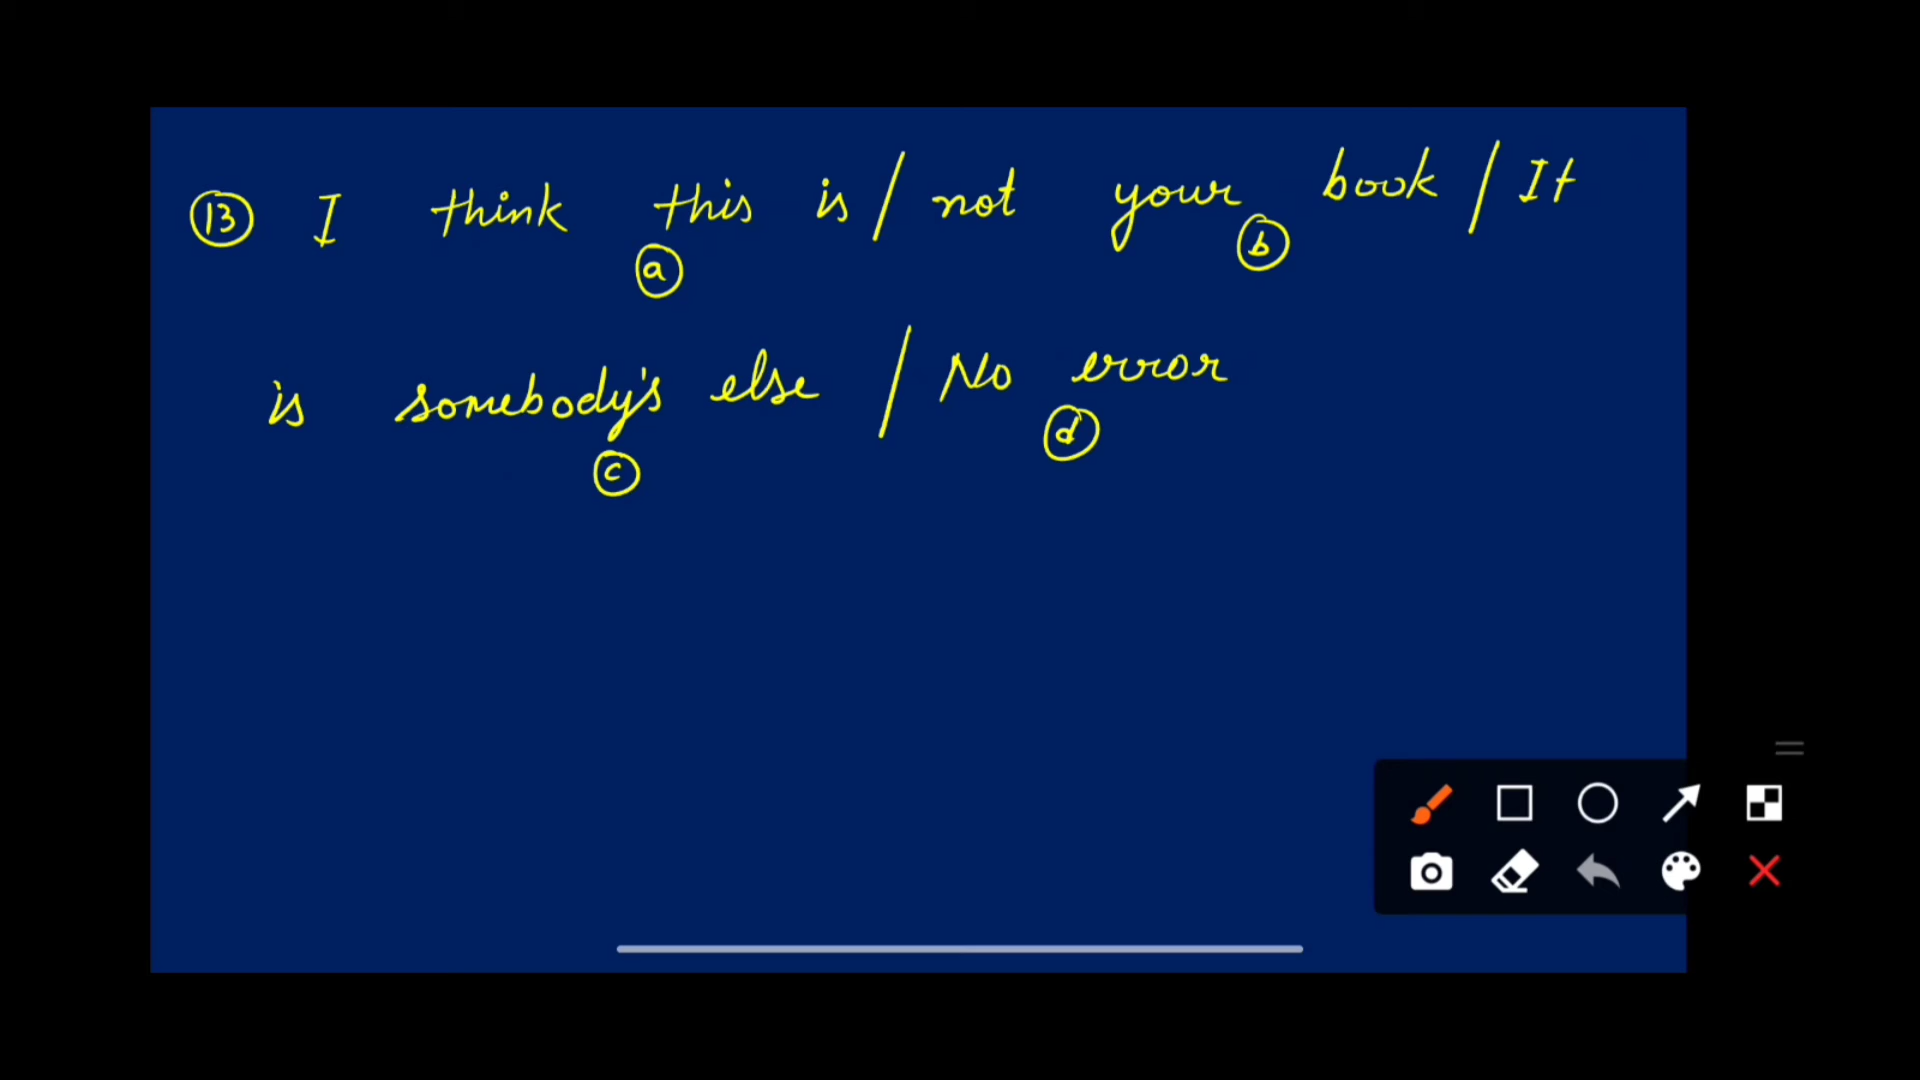 13 I think this is / not your book / It
a b
is somebody's else / No error
c d